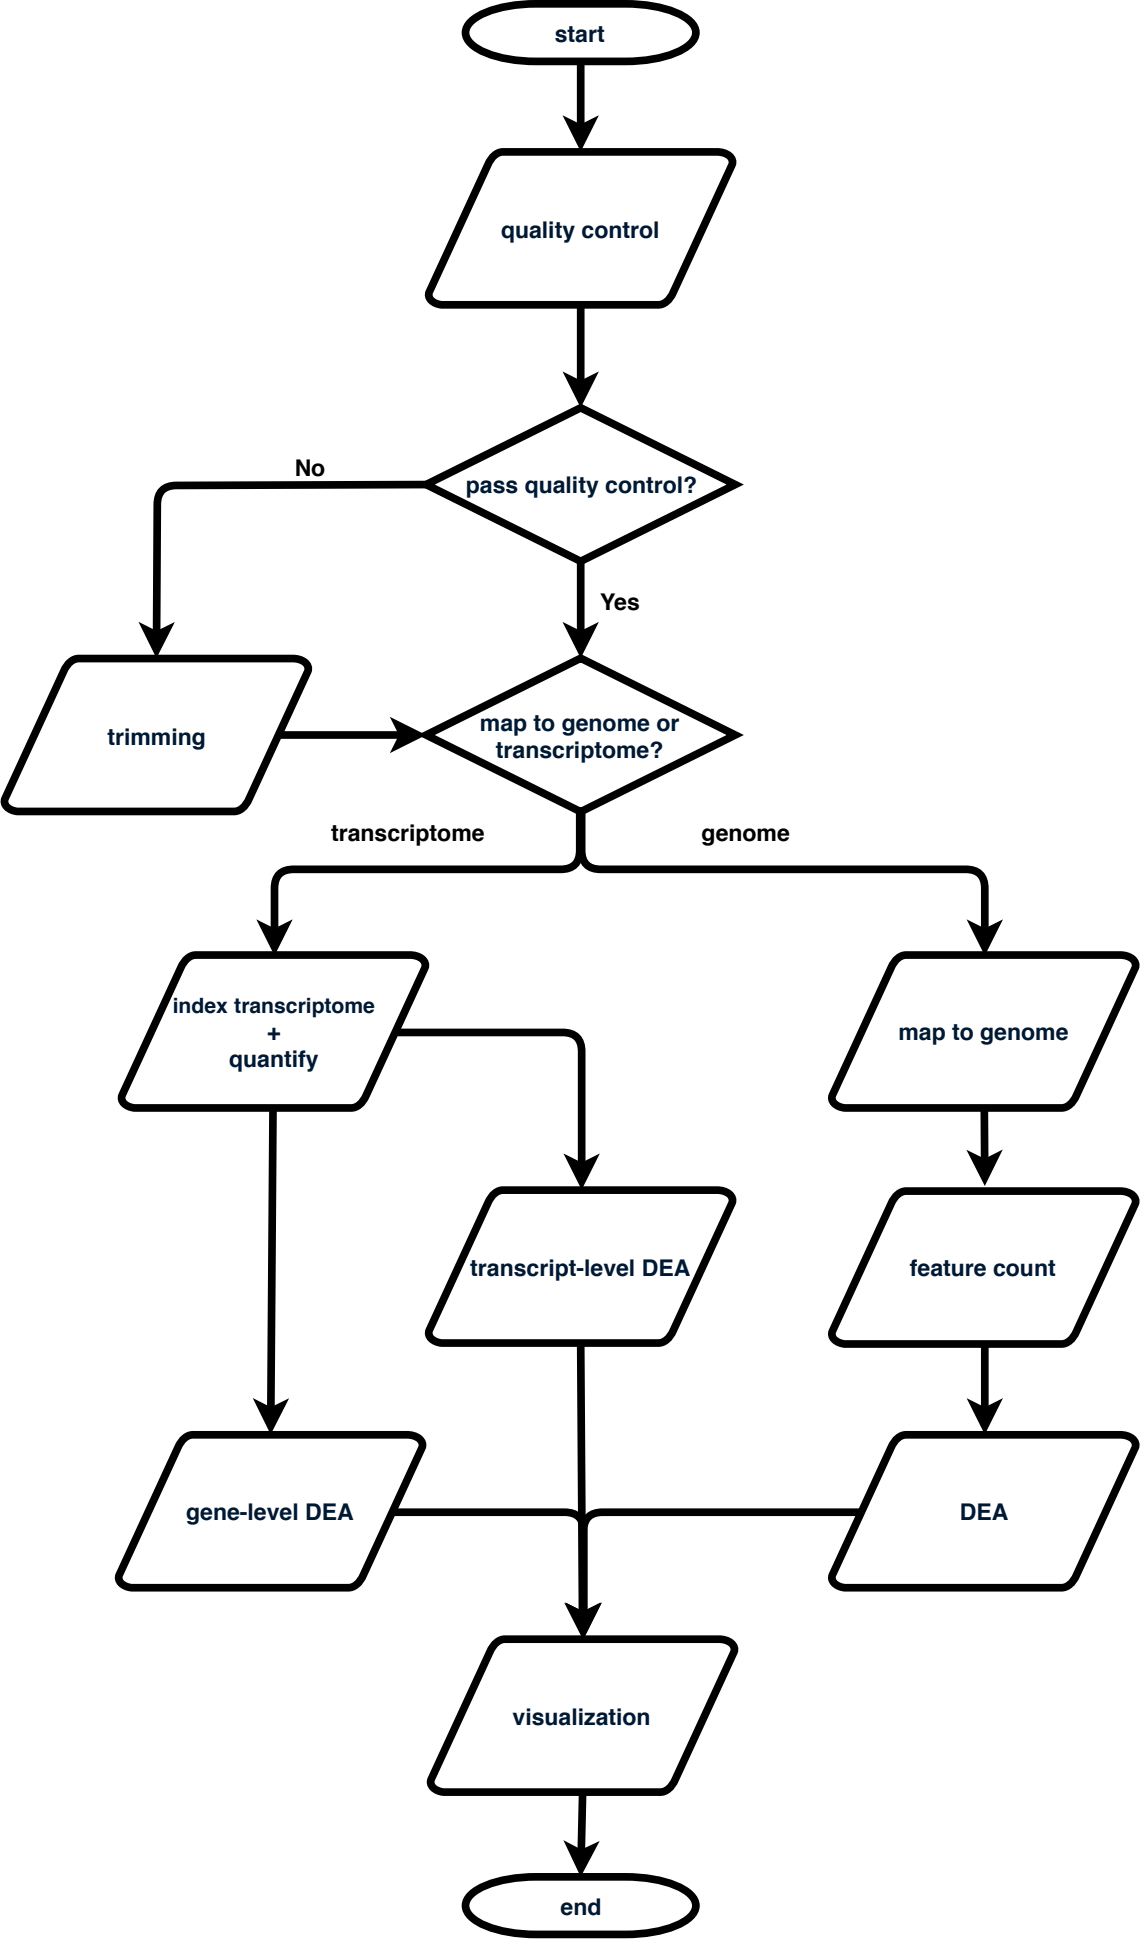 start
quality control
pass quality control?
No
Yes
trimming
map to genome or
transcriptome?
transcriptome
genome
index transcriptome
+
quantify
map to genome
transcript-level DEA
feature count
gene-level DEA
DEA
visualization
end